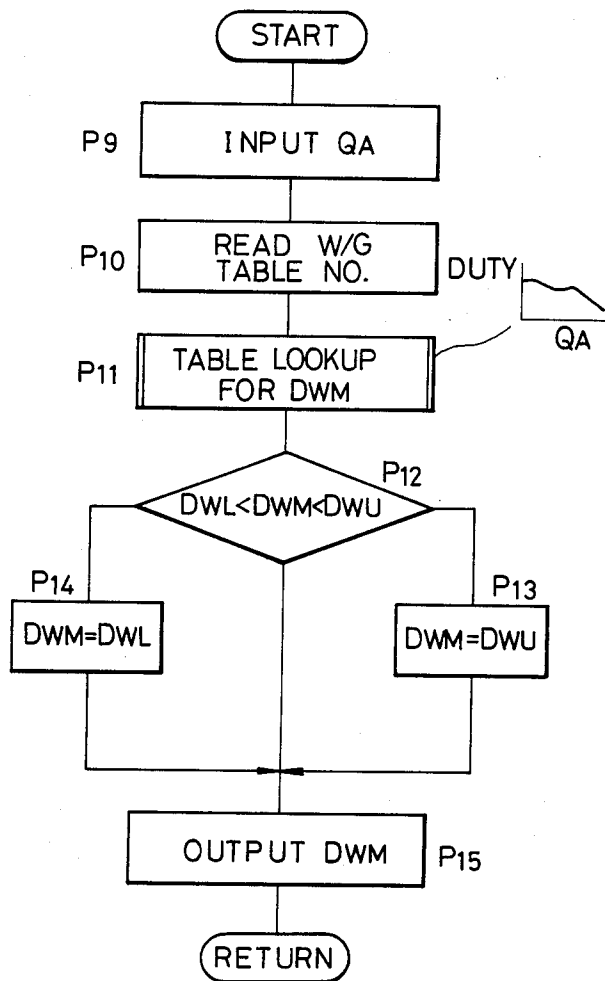 START
P9
INPUT QA
P10
READ W/G
TABLE NO.
DUTY
QA
P11
TABLE LOOKUP
FOR DWM
P12
DWL<DWM<DWU
P14
DWM=DWL
P13
DWM=DWU
OUTPUT DWM
P15
RETURN